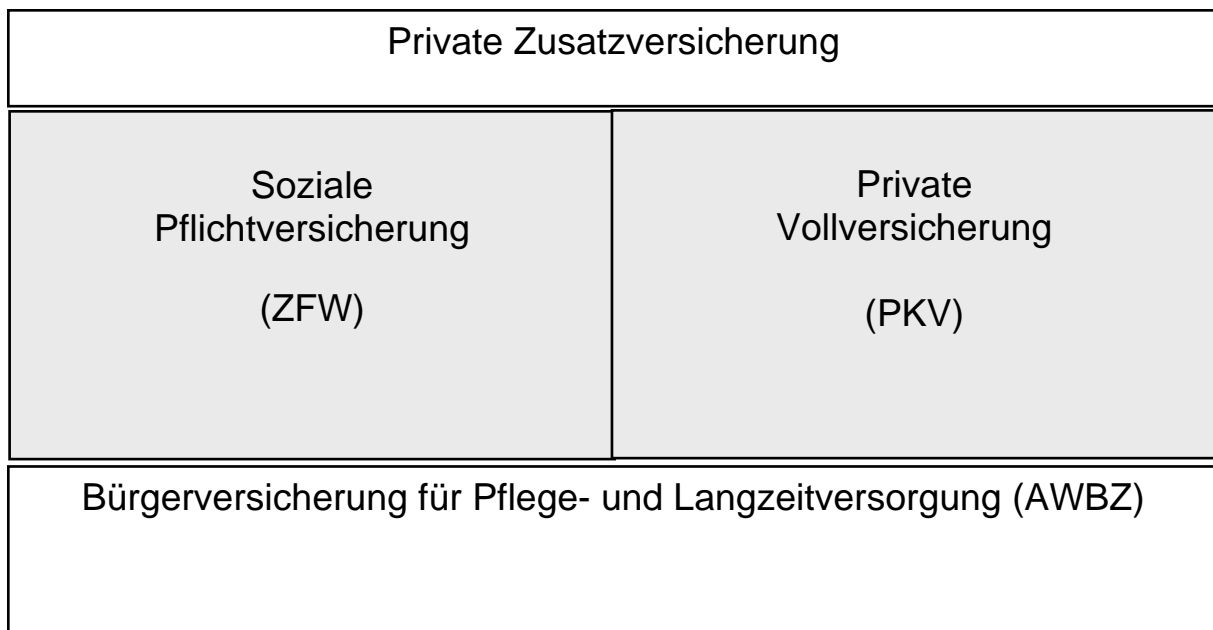 Private Zusatzversicherung
Soziale
Pflichtversicherung
(ZFW)
Private
Vollversicherung
(PKV)
Bürgerversicherung für Pflege- und Langzeitversorgung (AWBZ)